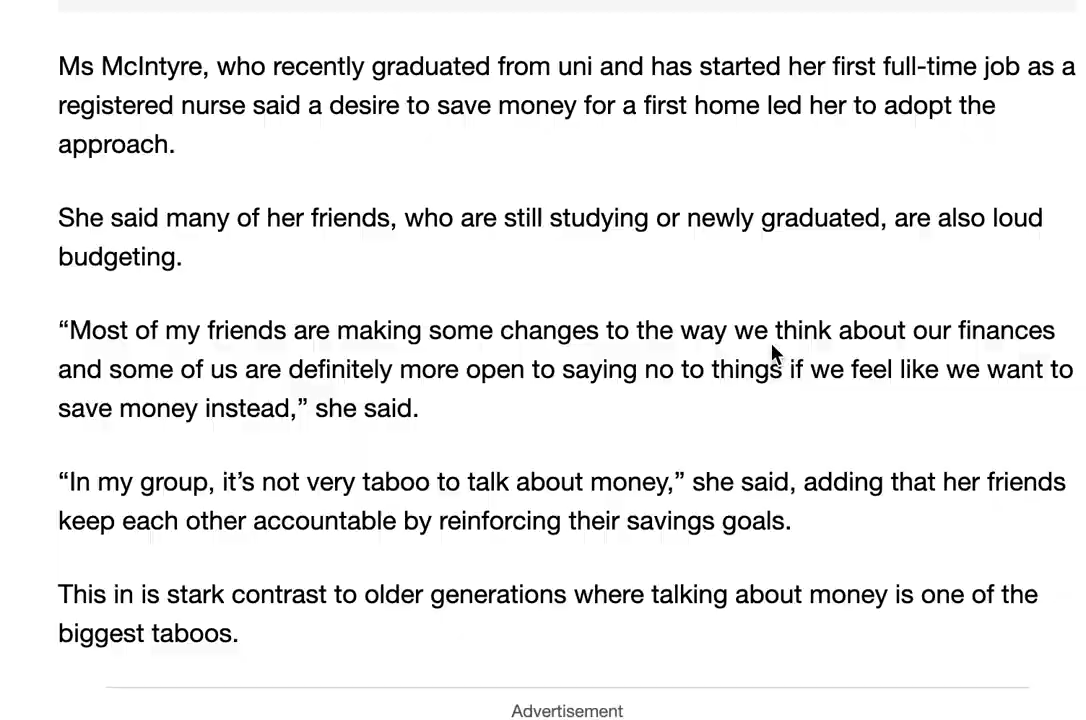 Ms McIntyre, who recently graduated from uni and has started her first full-time job as a
registered nurse said a desire to save money for a first home led her to adopt the
approach.
She said many of her friends, who are still studying or newly graduated, are also loud
budgeting.
“Most of my friends are making some changes to the way we think about our finances
and some of us are definitely more open to saying no to things if we feel like we want to
save money instead,” she said.
“In my group, it’s not very taboo to talk about money,” she said, adding that her friends
keep each other accountable by reinforcing their savings goals.
This in is stark contrast to older generations where talking about money is one of the
biggest taboos.
Advertisement